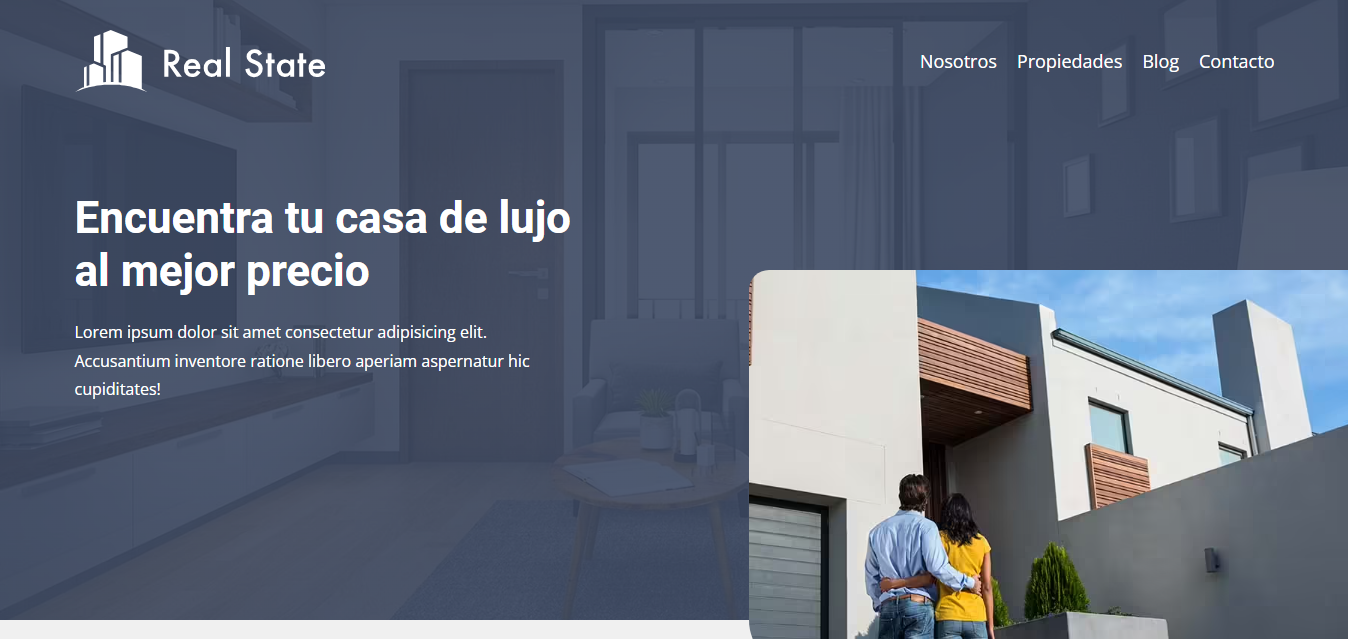 Real State
Nosotros Propiedades Blog Contacto
Encuentra tu casa de lujo
al mejor precio
Lorem ipsum dolor sit amet consectetur adipisicing elit.
Accusantium inventore ratione libero aperiam aspernatur hic
cupiditates!